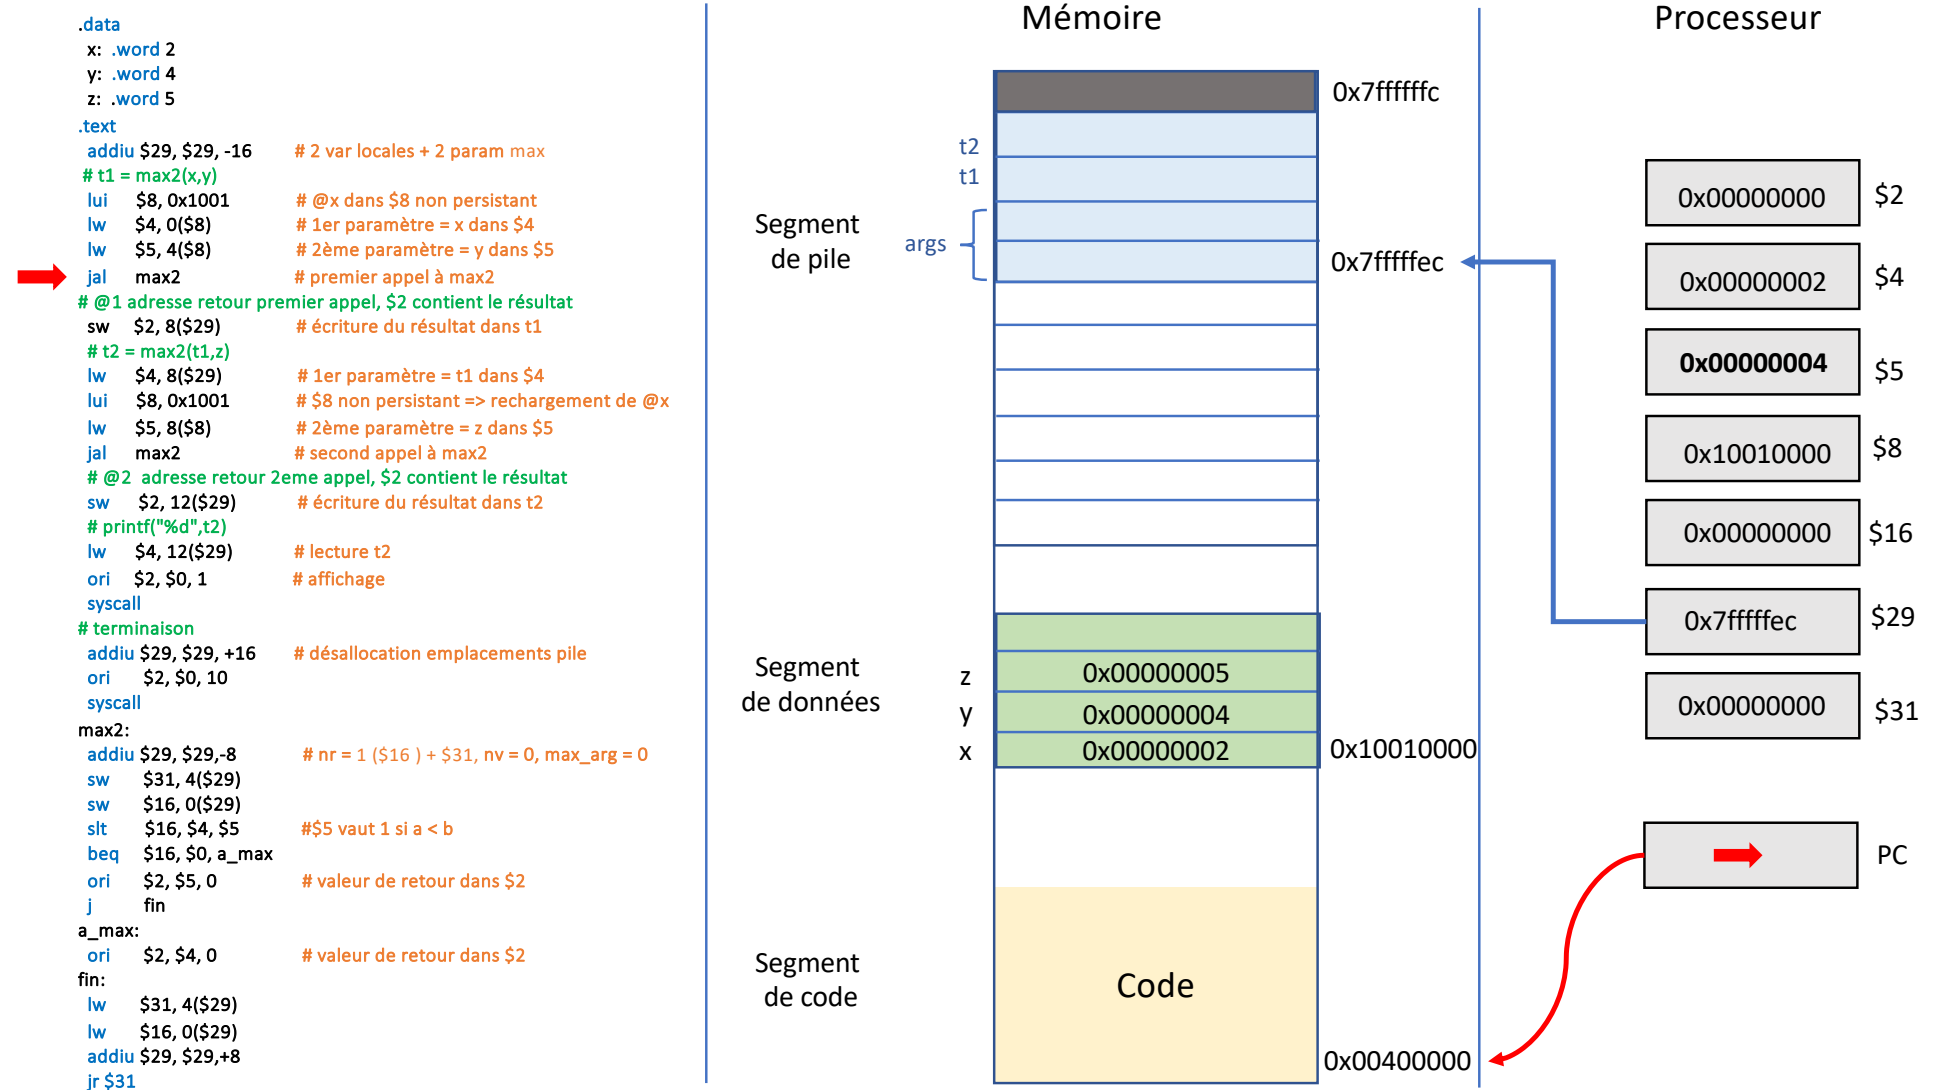 .data
x: .word 2
y: .word 4
z: .word 5
.text
addiu $29, $29, -16 # 2 var locales + 2 param max
# t1 = max2(x,y)
lui $8, 0x1001 # @x dans $8 non persistant
lw $4, 0($8) # 1er paramètre = x dans $4
lw $5, 4($8) # 2ème paramètre = y dans $5
jal max2 # premier appel à max2
# @1 adresse retour premier appel, $2 contient le résultat
sw $2, 8($29) # écriture du résultat dans t1
# t2 = max2(t1,z)
lw $4, 8($29) # 1er paramètre = t1 dans $4
lui $8, 0x1001 # $8 non persistant => rechargement de @x
lw $5, 8($8) # 2ème paramètre = z dans $5
jal max2 # second appel à max2
# @2 adresse retour 2eme appel, $2 contient le résultat
sw $2, 12($29) # écriture du résultat dans t2
# printf("%d",t2)
lw $4, 12($29) # lecture t2
ori $2, $0, 1 # affichage
syscall
# terminaison
addiu $29, $29, +16 # désallocation emplacements pile
ori $2, $0, 10
syscall
max2:
addiu $29, $29,-8 # nr = 1 ($16 ) + $31, nv = 0, max_arg = 0
sw $31, 4($29)
sw $16, 0($29)
slt $16, $4, $5 #$5 vaut 1 si a < b
beq $16, $0, a_max
ori $2, $5, 0 # valeur de retour dans $2
j fin
a_max:
ori $2, $4, 0 # valeur de retour dans $2
fin:
lw $31, 4($29)
lw $16, 0($29)
addiu $29, $29,+8
jr $31
Mémoire
0x7ffffffc
t2
t1
Segment
de pile
args
0x7fffffec
Segment
de données
z 0x00000005
y 0x00000004
x 0x00000002 0x10010000
Segment
de code
Code
0x00400000
Processeur
0x00000000 $2
0x00000002 $4
0x00000004 $5
0x10010000 $8
0x00000000 $16
0x7fffffec $29
0x00000000 $31
PC